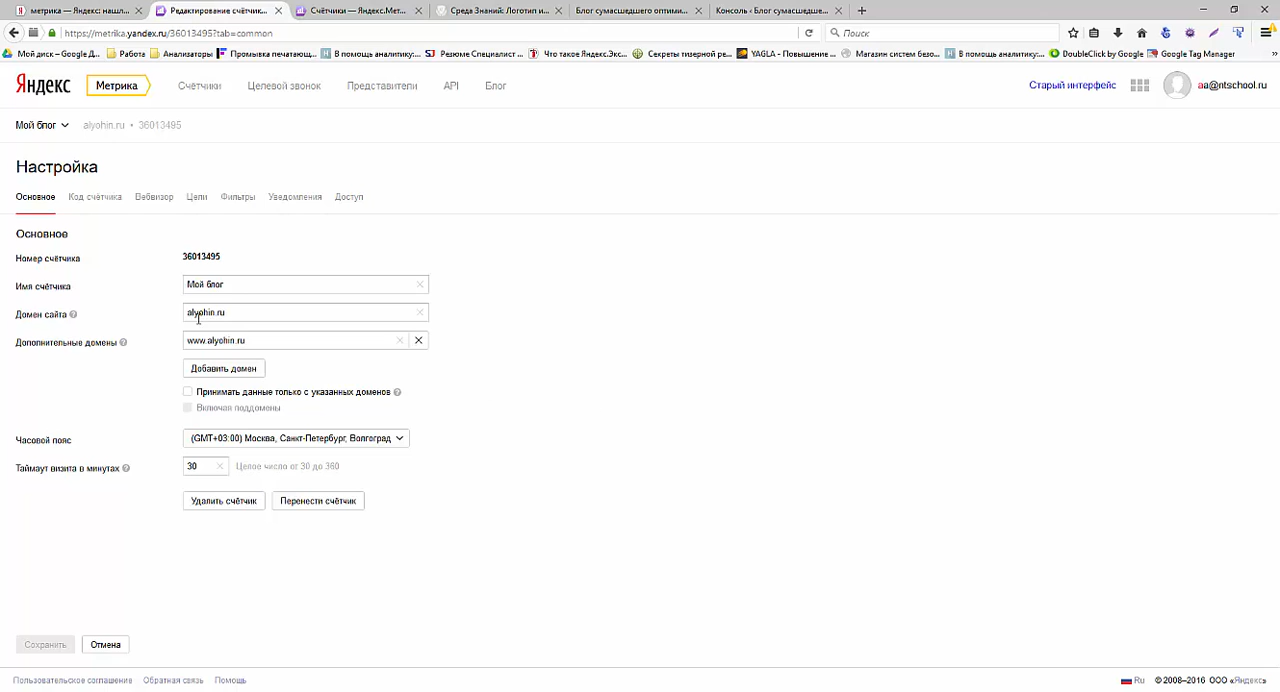 метрика — Яндекс: нашл...
Редактирование счётчик...
Счётчики — Яндекс.Мет...
Среда Знаний: Логотип и...
Блог сумасшедшего оптими...
Консоль ‹ Блог сумасшедше...
https://metrika.yandex.ru/36013495?tab=common
Поиск
Мой диск – Google Д...
Работа
Анализаторы
Промывка печатающ...
В помощь аналитику:...
Резюме Специалист ...
Что такое Яндекс.Экс...
Секреты тизерной ре...
YAGLA - Повышение ...
Магазин систем безо...
В помощь аналитику:...
DoubleClick by Google
Google Tag Manager
Яндекс
Метрика
Счётчики
Целевой звонок
Представители
API
Блог
Старый интерфейс
aa@ntschool.ru
Мой блог
alyohin.ru • 36013495
Настройка
Основное
Код счётчика
Вебвизор
Цели
Фильтры
Уведомления
Доступ
Основное
Номер счётчика
36013495
Имя счётчика
Мой блог
Домен сайта
alyohin.ru
Дополнительные домены
www.alyohin.ru
Добавить домен
Принимать данные только с указанных доменов
Включая поддомены
Часовой пояс
(GMT+03:00) Москва, Санкт-Петербург, Волгоград
Таймаут визита в минутах
30
Целое число от 30 до 360
Удалить счётчик
Перенести счётчик
Сохранить
Отмена
Пользовательское соглашение
Обратная связь
Помощь
Ru
© 2008–2016 ООО «Яндекс»